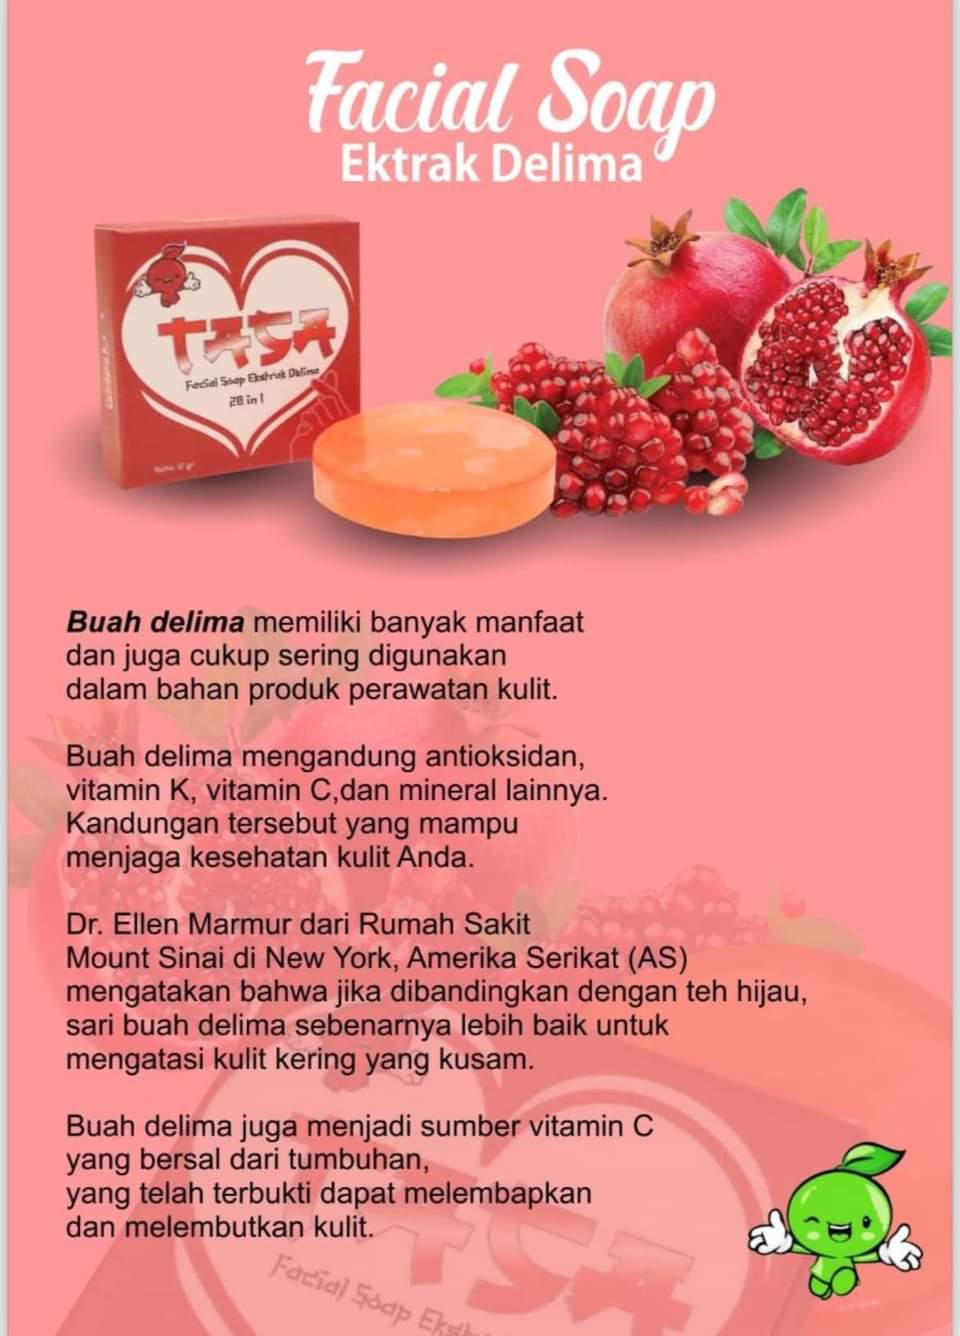 Facial Soap
Ektrak Delima
TASA
Facial Soap Ekstrak Delima
28 in 1
Buah delima memiliki banyak manfaat
dan juga cukup sering digunakan
dalam bahan produk perawatan kulit.
Buah delima mengandung antioksidan,
vitamin K, vitamin C,dan mineral lainnya.
Kandungan tersebut yang mampu
menjaga kesehatan kulit Anda.
Dr. Ellen Marmur dari Rumah Sakit
Mount Sinai di New York, Amerika Serikat (AS)
mengatakan bahwa jika dibandingkan dengan teh hijau,
sari buah delima sebenarnya lebih baik untuk
mengatasi kulit kering yang kusam.
Buah delima juga menjadi sumber vitamin C
yang bersal dari tumbuhan,
yang telah terbukti dapat melembapkan
dan melembutkan kulit.
TASA
Facial Soap